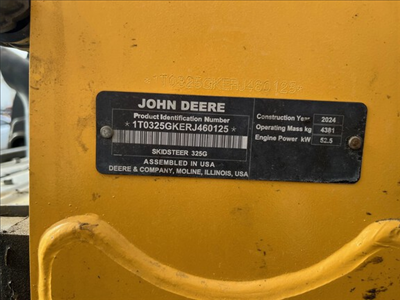 JOHN DEERE
Product Identification Number
*1T0325GKERJ460125*
SKIDSTEER 325G
ASSEMBLED IN USA
DEERE & COMPANY, MOLINE, ILLINOIS, USA
Construction Year 2024
Operating Mass kg 4381
Engine Power kW 52.5